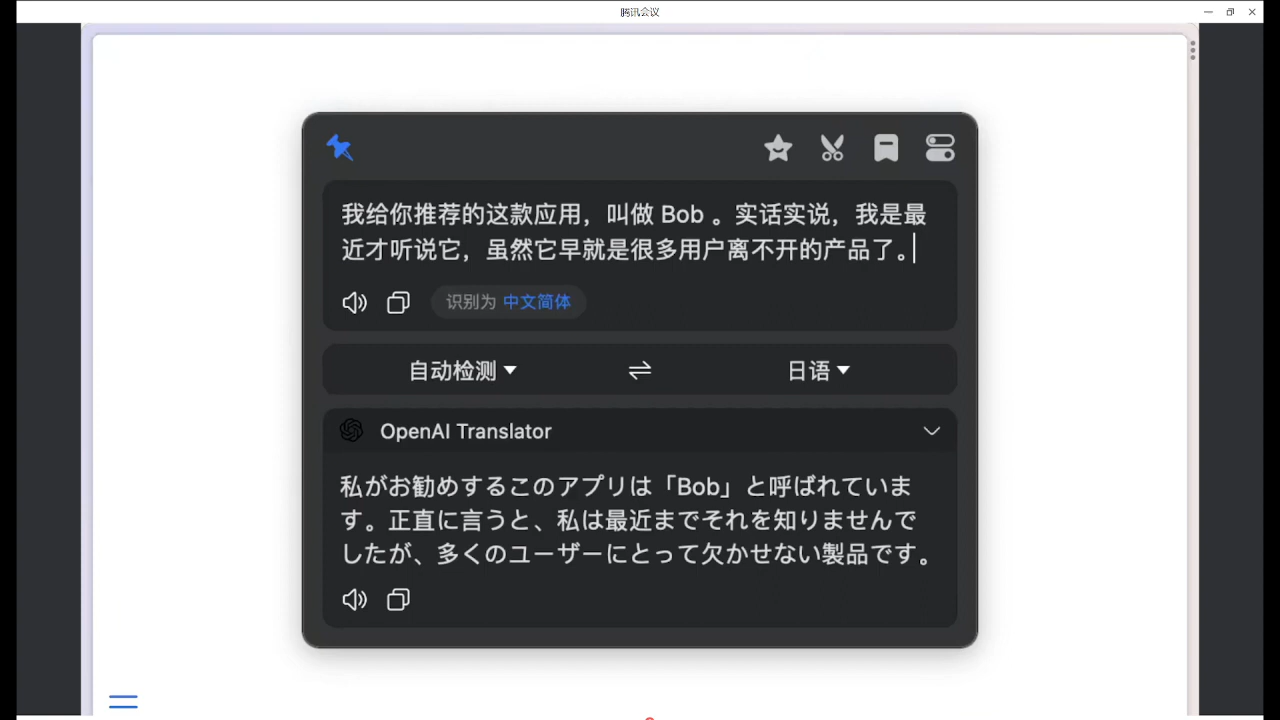 腾讯会议
我给你推荐的这款应用，叫做 Bob 。实话实说，我是最
近才听说它，虽然它早就是很多用户离不开的产品了。
识别为 中文简体
自动检测 日语
OpenAI Translator
私がお勧めするこのアプリは「Bob」と呼ばれていま
す。正直に言うと、私は最近までそれを知りませんで
したが、多くのユーザーにとって欠かせない製品です。